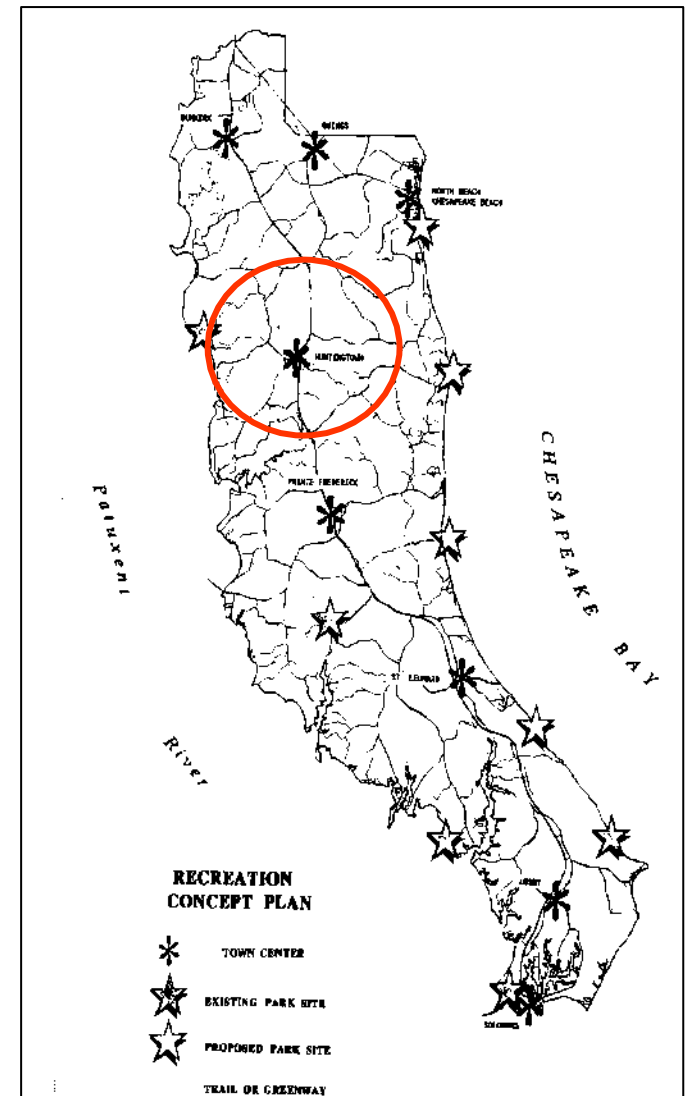 DUNKIRK
OWINGS
NORTH BEACH
CHESAPEAKE BEACH
HUNTINGTOWN
PRINCE FREDERICK
CHESAPEAKE BAY
Patuxent
River
ST LEONARD
LUSBY
SOLOMONS
RECREATION
CONCEPT PLAN
TOWN CENTER
EXISTING PARK SITE
PROPOSED PARK SITE
TRAIL OR GREENWAY